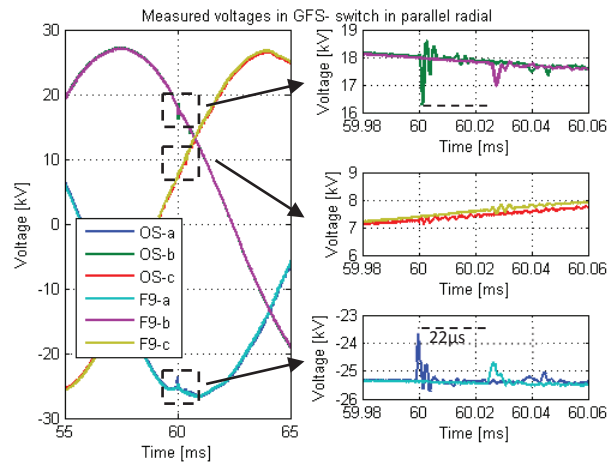 Measured voltages in GFS- switch in parallel radial
Voltage [kV]
30
20
10
0
-10
-20
-30
55
60
65
Time [ms]
OS-a
OS-b
OS-c
F9-a
F9-b
F9-c
Voltage [kV]
19
18
17
16
59.98
60
60.02
60.04
60.06
Time [ms]
Voltage [kV]
9
8
7
6
59.98
60
60.02
60.04
60.06
Time [ms]
Voltage [kV]
-23
-24
-25
-26
22µs
59.98
60
60.02
60.04
60.06
Time [ms]